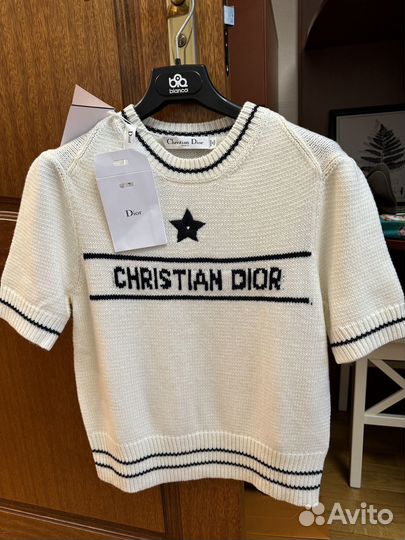 bianca
Christian Dior
Dior
CHRISTIAN DIOR
Avito